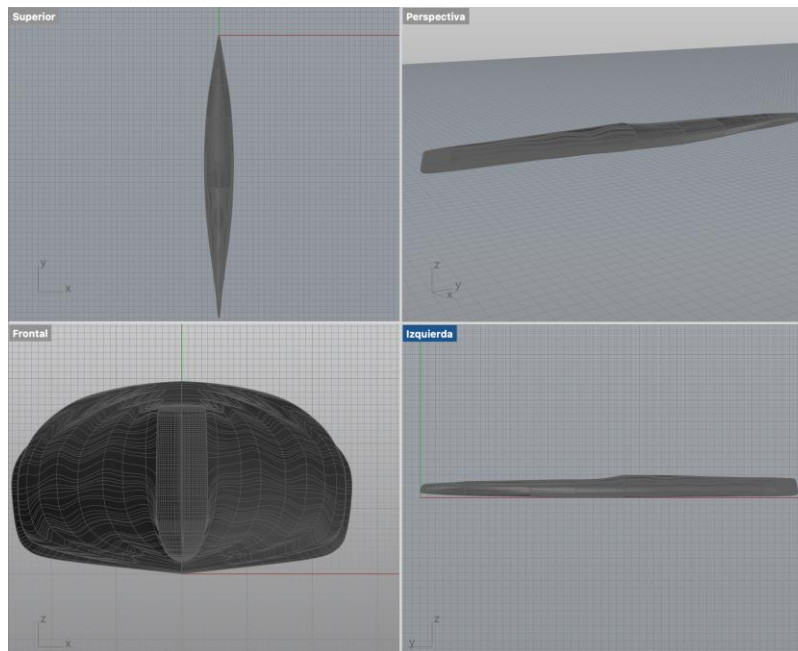 Superior
Perspectiva
y
x
z
y
x
Frontal
Izquierda
z
x
z
y